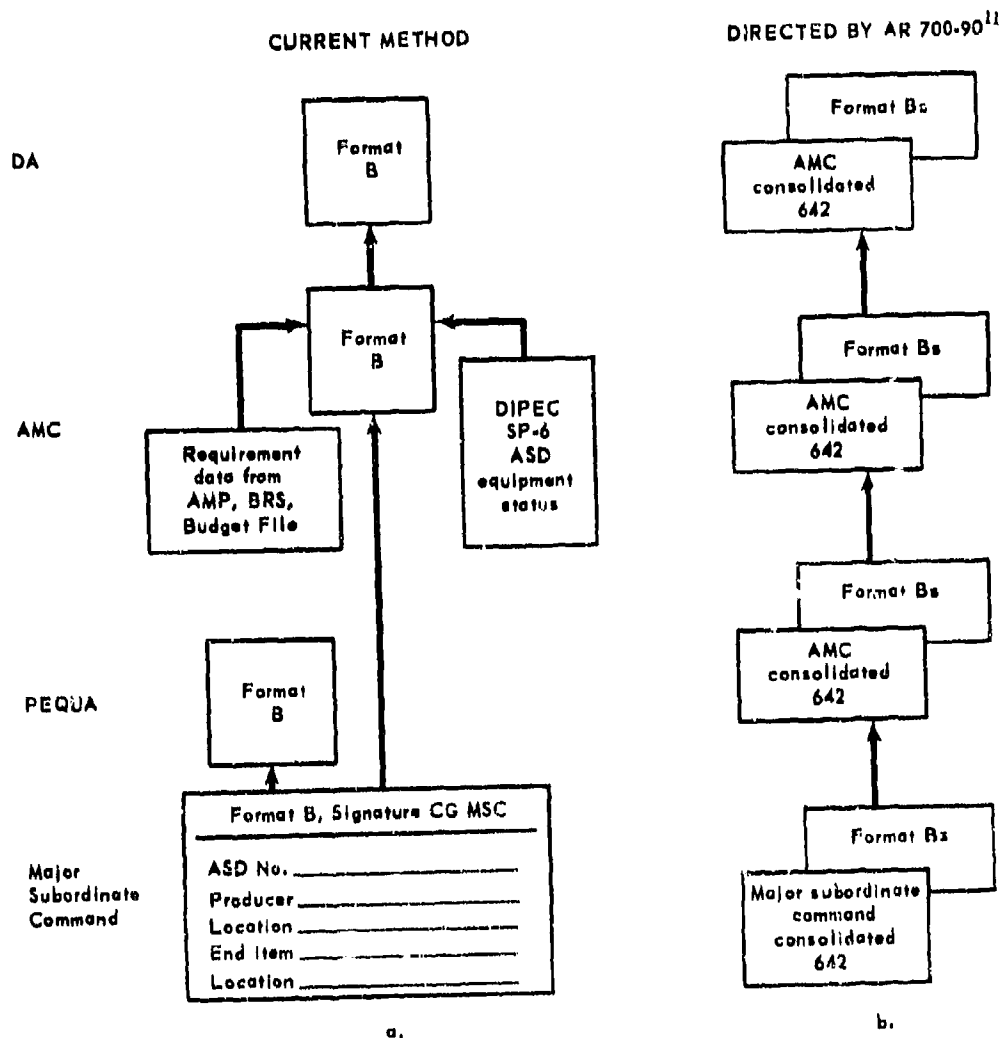 CURRENT METHOD
DIRECTED BY AR 700-90 11
DA
Format
B
Format Bs
AMC
consolidated
642
AMC
Format
B
Requirement
data from
AMP, BRS,
Budget File
DIPEC
SP-6
ASD
equipment
status
Format Bs
AMC
consolidated
642
PEQUA
Format
B
Format Bs
AMC
consolidated
642
Major
Subordinate
Command
Format B, Signature CG MSC
ASD No.
Producer
Location
End Item
Location
Format Bs
Major subordinate
command
consolidated
642
a.
b.